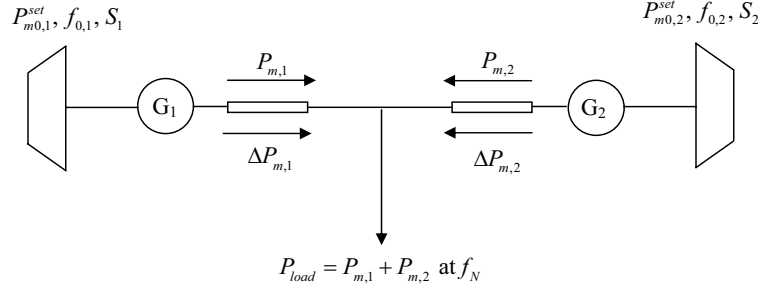 P_{m0,1}^{set}, f_{0,1}, S_1
P_{m0,2}^{set}, f_{0,2}, S_2
P_{m,1}
P_{m,2}
G_1
G_2
ΔP_{m,1}
ΔP_{m,2}
P_{load} = P_{m,1} + P_{m,2} at f_N